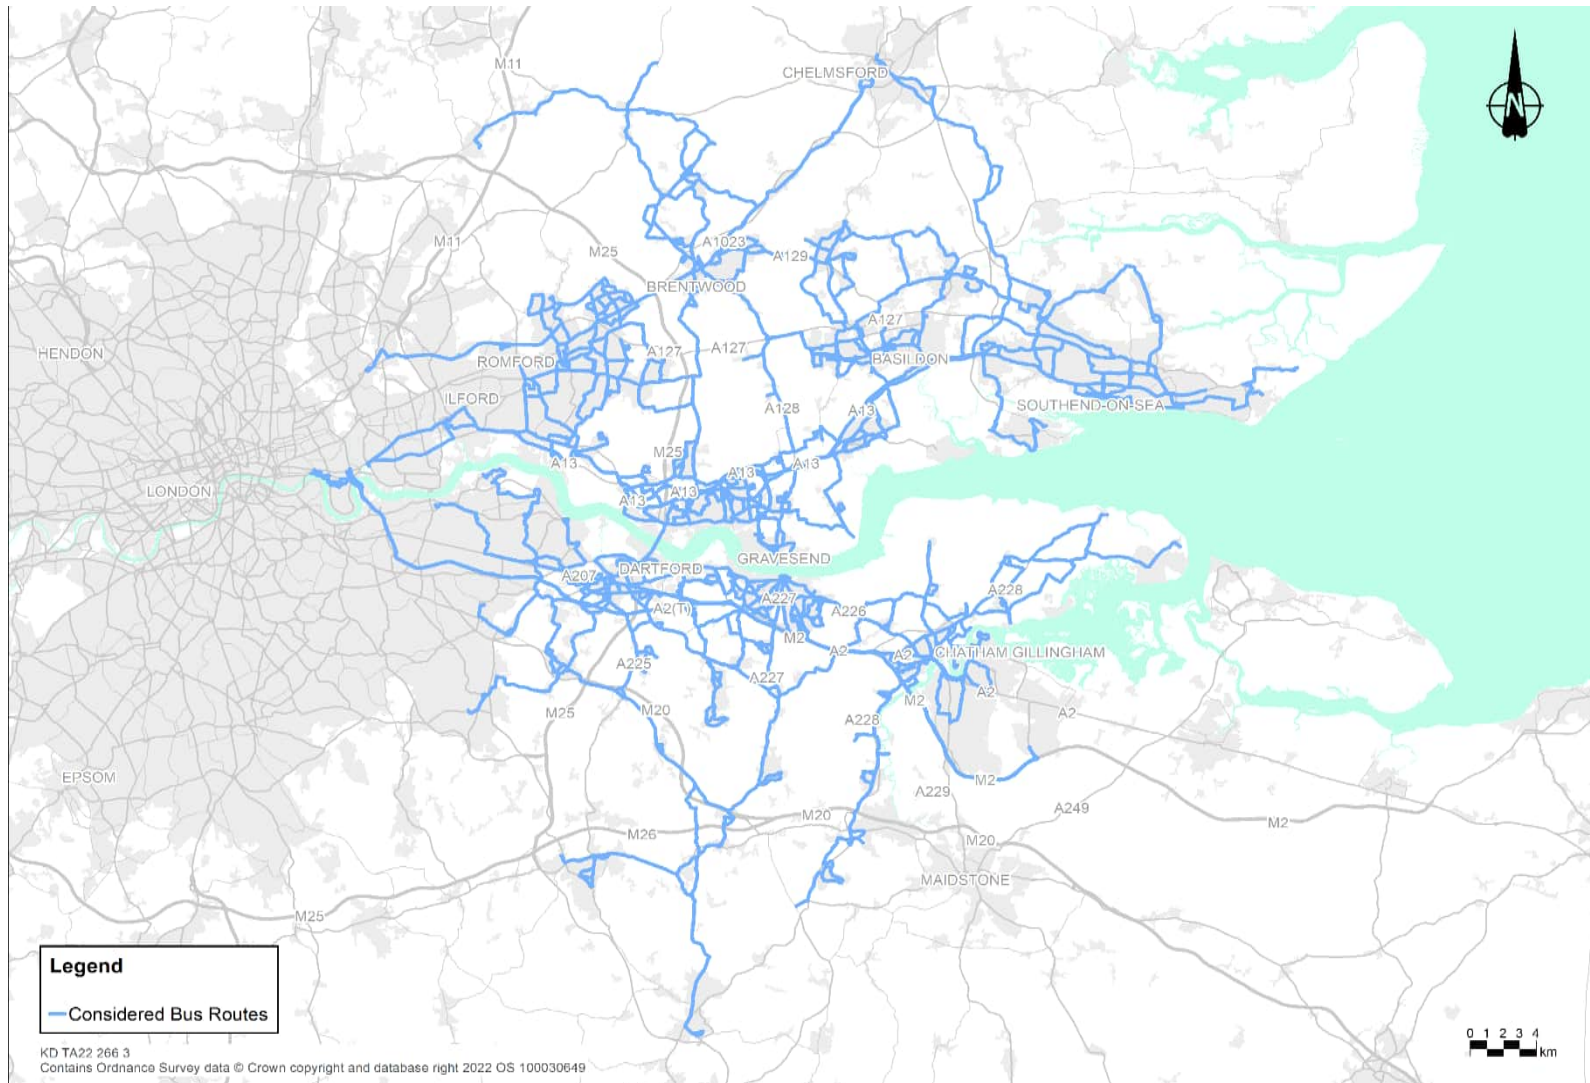 M11
CHELMSFORD
N
M11
M25
A1023
A129
BRENTWOOD
A127
HENDON
ROMFORD
A127
A127
BASILDON
ILFORD
A128
A13
SOUTHEND-ON-SEA
M25
A13
A13
A13
LONDON
A13
A13
GRAVESEND
DARTFORD
A207
A228
A227
A2(T)
A226
M2
A2
A2
CHATHAM GILLINGHAM
A225
A227
A2
M2
M25
M20
A228
A2
EPSOM
M2
A229
A249
M20
M2
M26
M20
MAIDSTONE
M25
Legend
Considered Bus Routes
0 1 2 3 4
km
KD TA22 266 3
Contains Ordnance Survey data © Crown copyright and database right 2022 OS 100030649